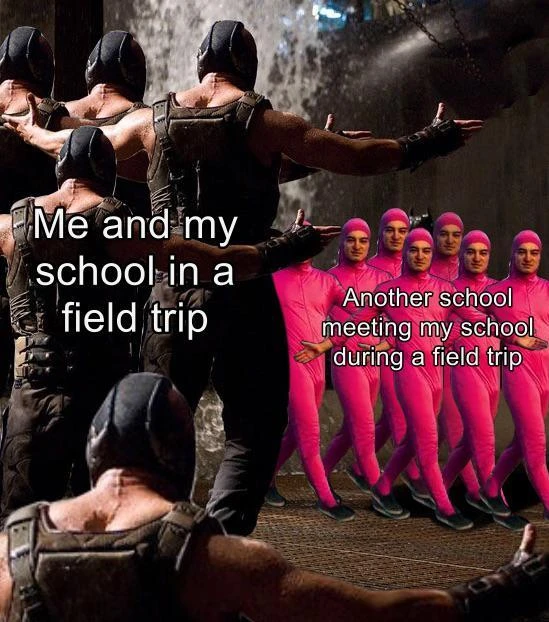 Me and my
school in a
field trip
Another school
meeting my school
during a field trip